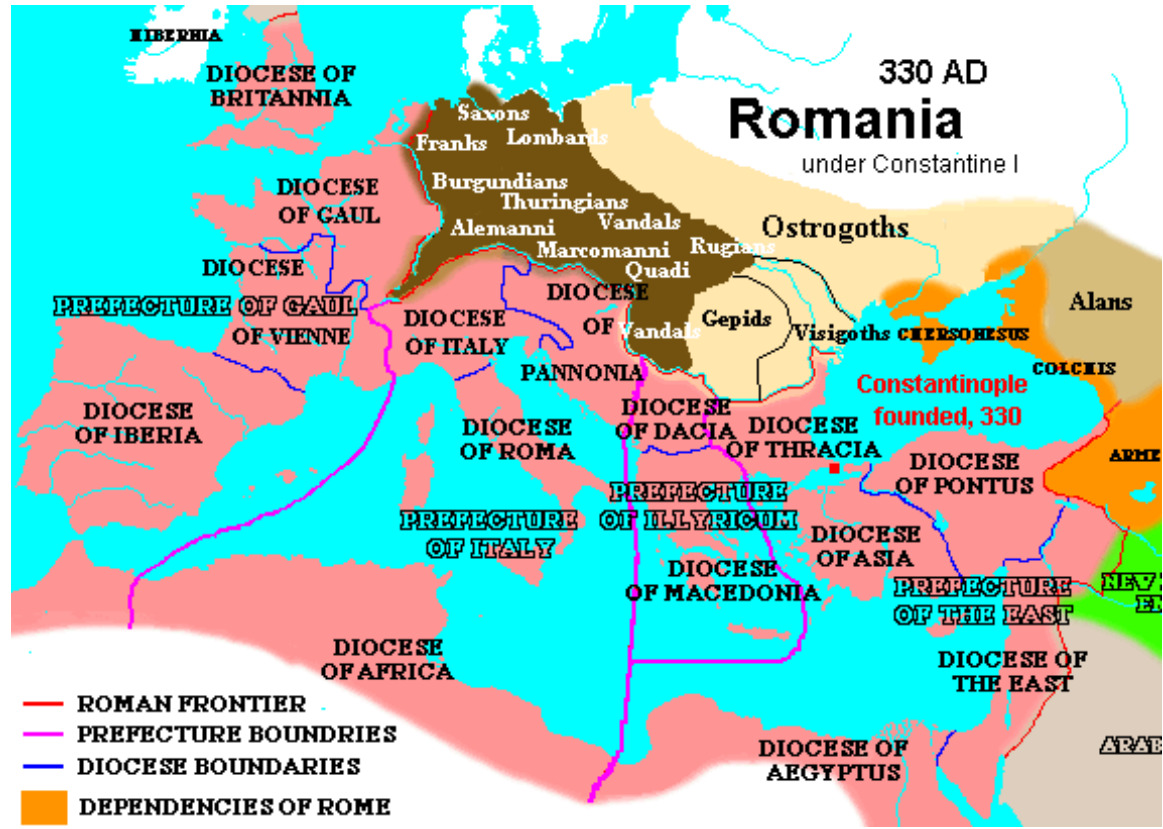 HIBERNIA
DIOCESE OF
BRITANNIA
330 AD
Romania
under Constantine I
Saxons
Franks
Lombards
Burgundians
Thuringians
Vandals
Alemanni
Marcomanni
Rugians
Quadi
Ostrogoths
DIOCESE
OF GAUL
DIOCESE
OF VIENNE
PREFECTURE OF GAUL
DIOCESE
OF ITALY
DIOCESE
OF
PANNONIA
Vandals
Gepids
Visigoths
CHERSOHESUS
Alans
COLCHIS
Constantinople
founded, 330
DIOCESE
OF IBERIA
DIOCESE
OF ROMA
DIOCESE
OF DACIA
DIOCESE
OF THRACIA
DIOCESE
OF PONTUS
ARME
PREFECTURE
OF ITALY
PREFECTURE
OF ILLYRICUM
DIOCESE
OF ASIA
DIOCESE
OF MACEDONIA
PREFECTURE
OF THE EAST
NEW
DIOCESE
OF AFRICA
DIOCESE OF
THE EAST
DIOCESE OF
AEGYPTUS
ARAB
ROMAN FRONTIER
PREFECTURE BOUNDRIES
DIOCESE BOUNDARIES
DEPENDENCIES OF ROME